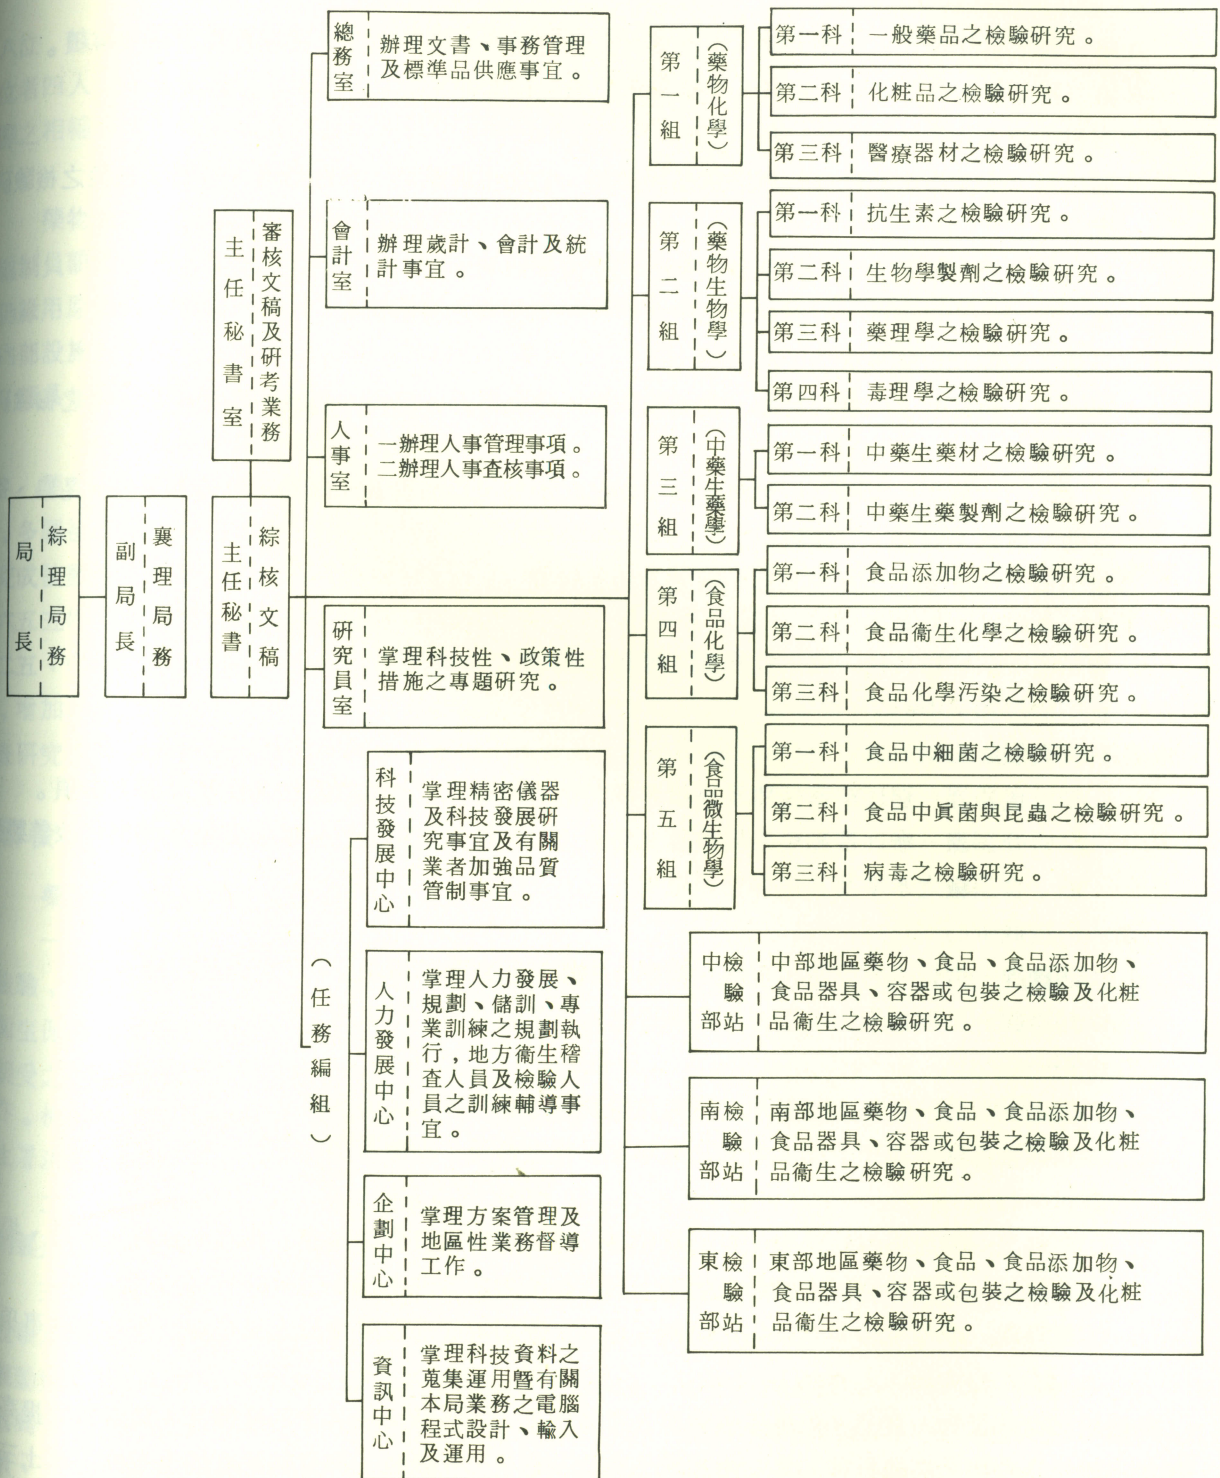 局長
綜理局務
副局長
襄理局務
主任秘書
綜核文稿
主任秘書室
審核文稿及研考業務
總務室
辦理文書、事務管理
及標準品供應事宜。
會計室
辦理歲計、會計及統
計事宜。
人事室
一辦理人事管理事項。
二辦理人事查核事項。
研究員室
掌理科技性、政策性
措施之專題研究。
（任務編組）
科技發展中心
掌理精密儀器
及科技發展研
究事宜及有關
業者加強品質
管制事宜。
人力發展中心
掌理人力發展、
規劃、儲訓、專
業訓練之規劃執
行，地方衞生稽
查人員及檢驗人
員之訓練輔導事
宜。
企劃中心
掌理方案管理及
地區性業務督導
工作。
資訊中心
掌理科技資料之
蒐集運用暨有關
本局業務之電腦
程式設計、輸入
及運用。
第一組
（藥物化學）
第一科
一般藥品之檢驗研究。
第二科
化粧品之檢驗研究。
第三科
醫療器材之檢驗研究。
第二組
（藥物生物學）
第一科
抗生素之檢驗研究。
第二科
生物學製劑之檢驗研究。
第三科
藥理學之檢驗研究。
第四科
毒理學之檢驗研究。
第三組
（中藥生藥學）
第一科
中藥生藥材之檢驗研究。
第二科
中藥生藥製劑之檢驗研究。
第四組
（食品化學）
第一科
食品添加物之檢驗研究。
第二科
食品衞生化學之檢驗研究。
第三科
食品化學污染之檢驗研究。
第五組
（食品微生物學）
第一科
食品中細菌之檢驗研究。
第二科
食品中眞菌與昆蟲之檢驗研究。
第三科
病毒之檢驗研究。
中部檢驗站
中部地區藥物、食品、食品添加物、
食品器具、容器或包裝之檢驗及化粧
品衞生之檢驗研究。
南部檢驗站
南部地區藥物、食品、食品添加物、
食品器具、容器或包裝之檢驗及化粧
品衞生之檢驗研究。
東部檢驗站
東部地區藥物、食品、食品添加物、
食品器具、容器或包裝之檢驗及化粧
品衞生之檢驗研究。